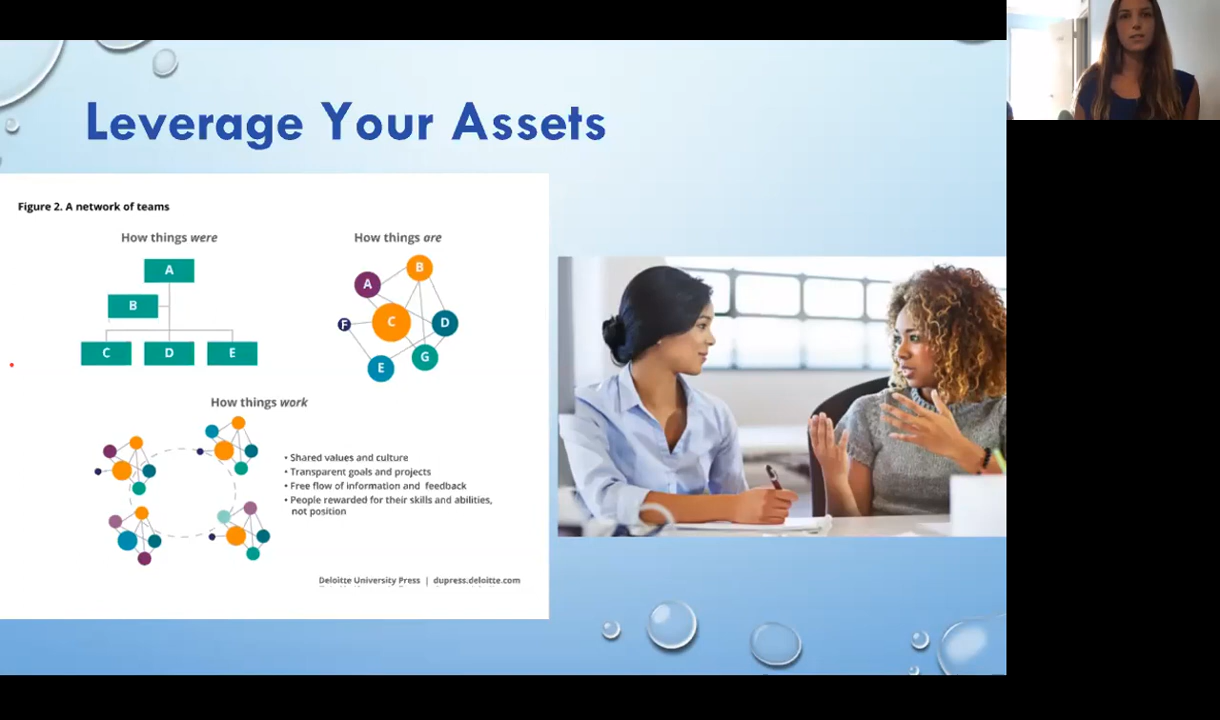 Leverage Your Assets
Figure 2. A network of teams
How things were
How things are
A
B
C
D
E
A
B
F
C
D
G
E
How things work
• Shared values and culture
• Transparent goals and projects
• Free flow of information and feedback
• People rewarded for their skills and abilities,
not position
Deloitte University Press | dupress.deloitte.com